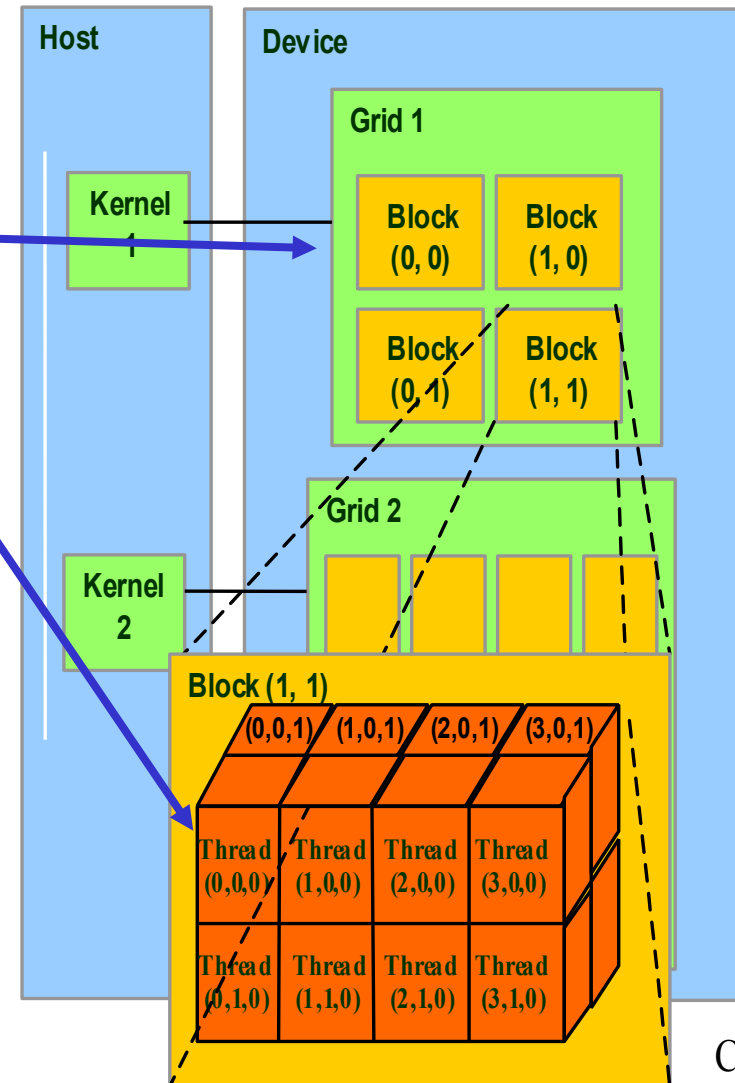 Host
Device
Grid 1
Kernel
1
Block
(0, 0)
Block
(1, 0)
Block
(0, 1)
Block
(1, 1)
Grid 2
Kernel
2
Block (1, 1)
(0,0,1) (1,0,1) (2,0,1) (3,0,1)
Thread
(0,0,0)
Thread
(1,0,0)
Thread
(2,0,0)
Thread
(3,0,0)
Thread
(0,1,0)
Thread
(1,1,0)
Thread
(2,1,0)
Thread
(3,1,0)